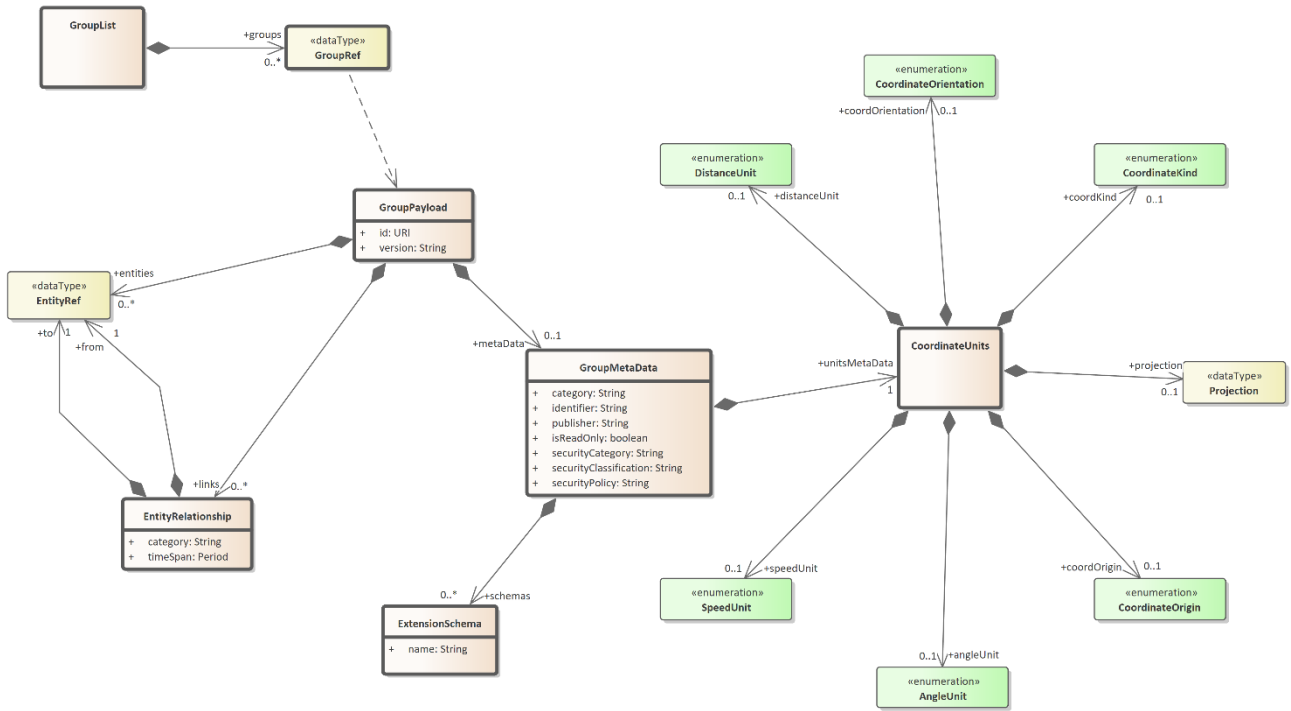 GroupList
+groups
0..*
«dataType»
GroupRef
«enumeration»
CoordinateOrientation
+coordOrientation
0..1
«enumeration»
DistanceUnit
0..1
+distanceUnit
«enumeration»
CoordinateKind
+coordKind
0..1
GroupPayload
+ id: URI
+ version: String
+entities
0..*
«dataType»
EntityRef
+to
1
+from
1
+metaData
0..1
GroupMetaData
+ category: String
+ identifier: String
+ publisher: String
+ isReadOnly: boolean
+ securityCategory: String
+ securityClassification: String
+ securityPolicy: String
+unitsMetaData
1
CoordinateUnits
+projection
0..1
«dataType»
Projection
+links
0..*
EntityRelationship
+ category: String
+ timeSpan: Period
0..*
+schemas
ExtensionSchema
+ name: String
0..1
+speedUnit
«enumeration»
SpeedUnit
+coordOrigin
0..1
«enumeration»
CoordinateOrigin
0..1
+angleUnit
«enumeration»
AngleUnit